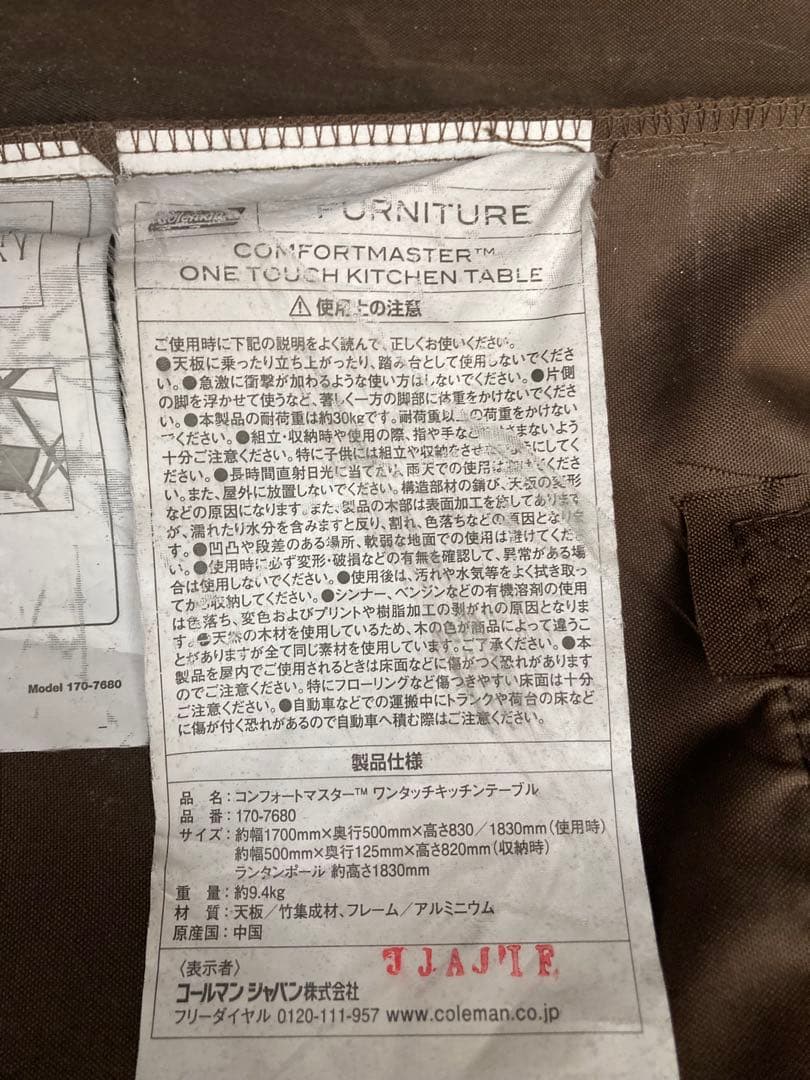 Coleman
FURNITURE
COMFORTMASTER™
ONE TOUCH KITCHEN TABLE
⚠使用上の注意
ご使用時に下記の説明をよく読んで、正しくお使いください。
●天板に乗ったり立ち上がったり、踏み台として使用しないでくださ
い。●急激に衝撃が加わるような使い方はしないでください。●片側
の脚を浮かせて使うなど、著しく一方の脚部に体重をかけないでくださ
い。●本製品の耐荷重は約30kgです。耐荷重以上の荷重をかけない
でください。●組立・収納時や使用の際、指や手など さまないよう
十分ご注意ください。特に子供には組立や収納をさせな にしてく
ださい。●長時間直射日光に当てたり、雨天での使用は避けてくださ
い。また、屋外に放置しないでください。構造部材の錆び、天板の変形
などの原因になります。また、製品の木部は表面加工を施してあります
が、濡れたり水分を含みますと反り、割れ、色落ちなどの原因となりま
す。●凹凸や段差のある場所、軟弱な地面での使用は避けてくださ
い。●使用時に必ず変形・破損などの有無を確認して、異常がある場
合は使用しないでください。●使用後は、汚れや水気等をよく拭き取っ
てから収納してください。●シンナー、ベンジンなどの有機溶剤の使用
は色落ち、変色およびプリントや樹脂加工の剥がれの原因となりま
す。●天然の木材を使用しているため、木の色が商品によって違うこ
とがありますが全て同じ素材を使用しています。ご了承ください。●本
製品を屋内でご使用されるときは床面などに傷がつく恐れがあります
のでご注意ください。特にフローリングなど傷つきやすい床面は十分
ご注意ください。●自動車などでの運搬中にトランクや荷台の床など
に傷が付く恐れがあるので自動車へ積む際はご注意ください。
製品仕様
品 名：コンフォートマスター™ ワンタッチキッチンテーブル
品 番：170-7680
サイズ：約幅1700mm×奥行500mm×高さ830／1830mm（使用時）
約幅500mm×奥行125mm×高さ820mm（収納時）
ランタンポール 約高さ1830mm
重 量：約9.4kg
材 質：天板／竹集成材、フレーム／アルミニウム
原産国：中国
〈表示者〉
コールマン ジャパン株式会社
フリーダイヤル 0120-111-957 www.coleman.co.jp
RY
Model 170-7680